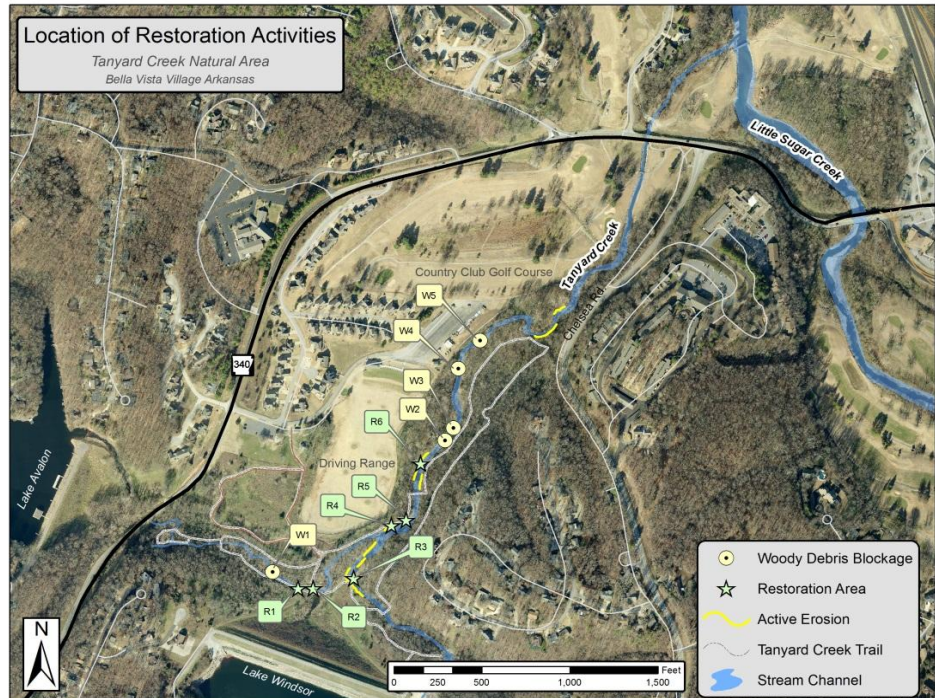 Location of Restoration Activities
Tanyard Creek Natural Area
Bella Vista Village Arkansas
Little Sugar Creek
Tanyard Creek
Country Club Golf Course
W5
Chelsea Rd
W4
340
W3
W2
R6
Driving Range
Lake Avalon
R5
R4
W1
R3
R1
R2
Lake Windsor
N
Feet
0 250 500 1,000 1,500
Woody Debris Blockage
Restoration Area
Active Erosion
Tanyard Creek Trail
Stream Channel